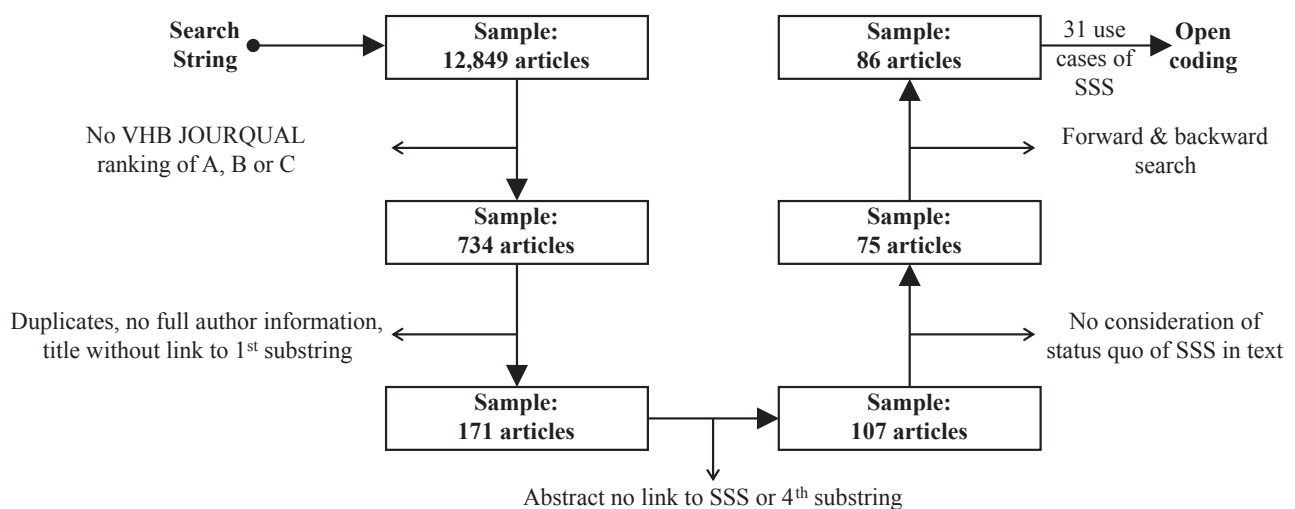 Search
String
Sample:
12,849 articles
No VHB JOURQUAL
ranking of A, B or C
Sample:
734 articles
Duplicates, no full author information,
title without link to 1st substring
Sample:
171 articles
Abstract no link to SSS or 4th substring
Sample:
107 articles
No consideration of
status quo of SSS in text
Sample:
75 articles
Forward & backward
search
Sample:
86 articles
31 use
cases of
SSS
Open
coding